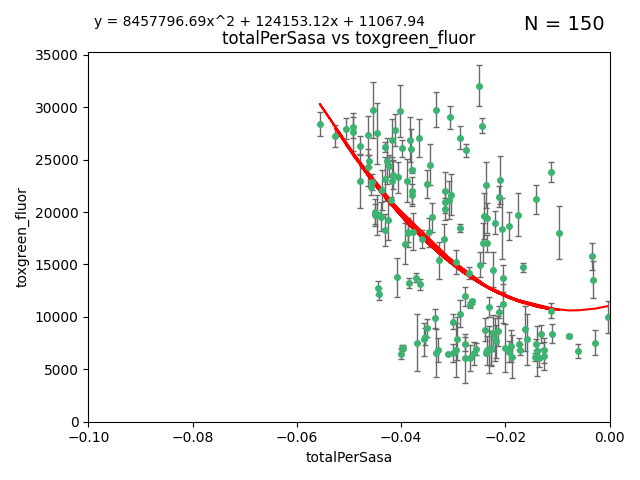 y = 8457796.69x^2 + 124153.12x + 11067.94
N = 150
totalPerSasa vs toxgreen_fluor
35000
30000
25000
20000
15000
10000
5000
0
toxgreen_fluor
−0.10
−0.08
−0.06
−0.04
−0.02
0.00
totalPerSasa